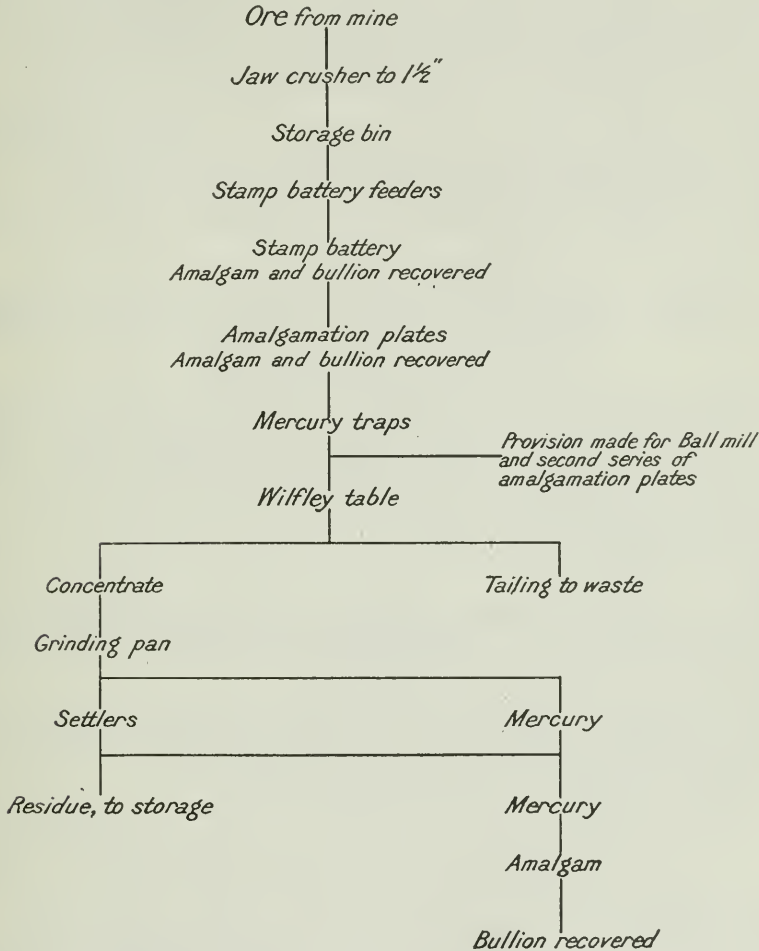 Ore from mine
Jaw crusher to 1½"
Storage bin
Stamp battery feeders
Stamp battery
Amalgam and bullion recovered
Amalgamation plates
Amalgam and bullion recovered
Mercury traps
Provision made for Ball mill
and second series of
amalgamation plates
Wilfley table
Concentrate
Tailing to waste
Grinding pan
Settlers
Mercury
Residue, to storage
Mercury
Amalgam
Bullion recovered